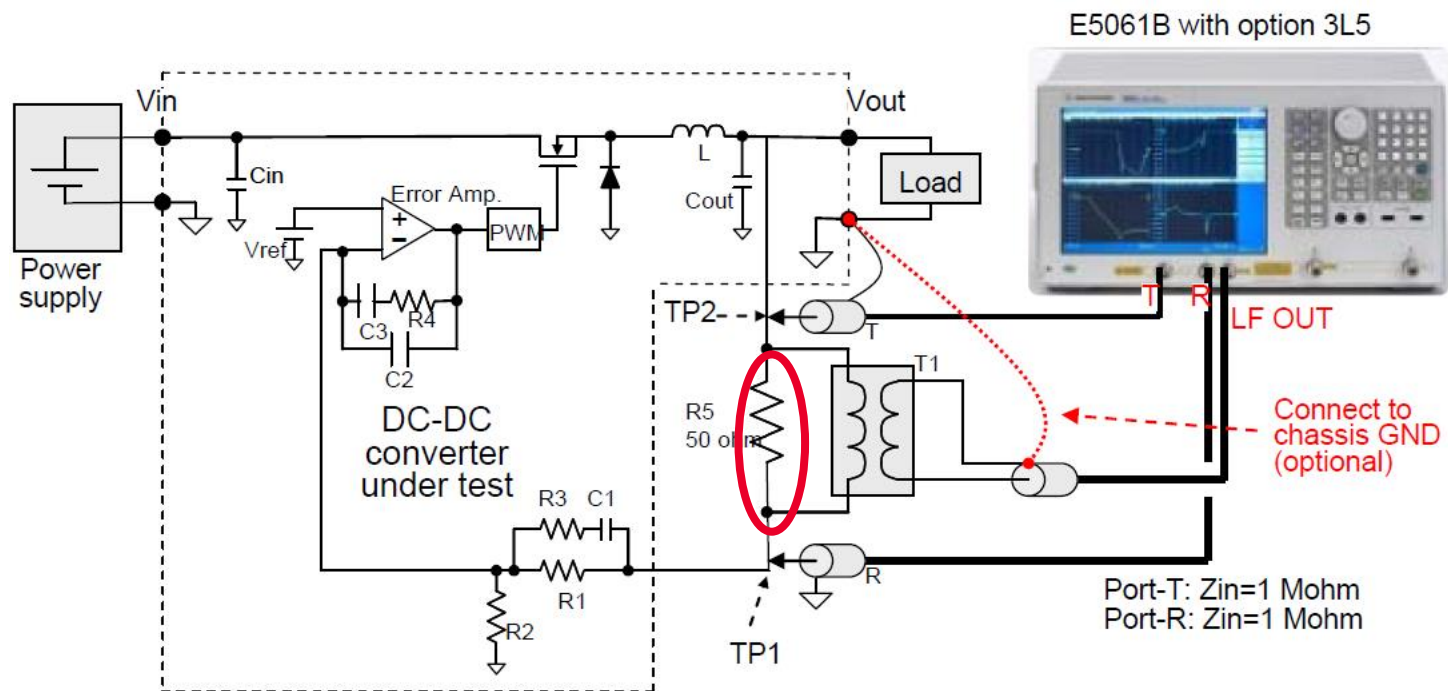 E5061B with option 3L5
Vin
Vout
Cin
L
Cout
Load
Error Amp.
+
-
PWM
Vref
Power
supply
T
R
LF OUT
TP2
T
C3
R4
C2
T1
R5
50 ohm
DC-DC
converter
under test
Connect to
chassis GND
(optional)
R3
C1
R1
R
R2
TP1
Port-T: Zin=1 Mohm
Port-R: Zin=1 Mohm